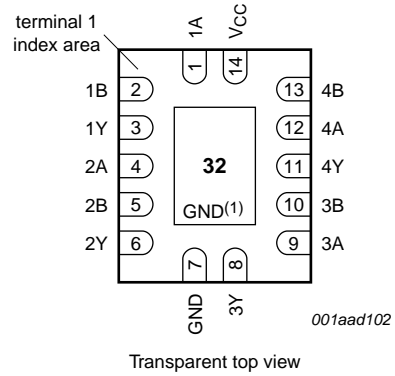 terminal 1
index area
1A
VCC
1
14
1B 2
13 4B
1Y 3
12 4A
2A 4
32
11 4Y
2B 5
GND(1)
10 3B
2Y 6
9 3A
7
8
GND
3Y
001aad102
Transparent top view